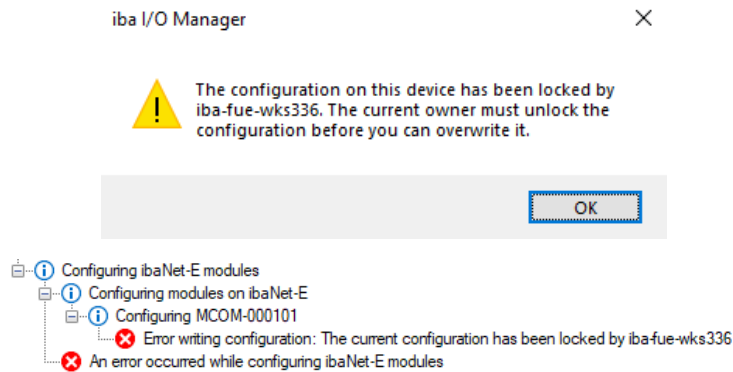 iba I/O Manager
The configuration on this device has been locked by
iba-fue-wks336. The current owner must unlock the
configuration before you can overwrite it.
OK
Configuring ibaNet-E modules
Configuring modules on ibaNet-E
Configuring MCOM-000101
Error writing configuration: The current configuration has been locked by iba-fue-wks336
An error occurred while configuring ibaNet-E modules